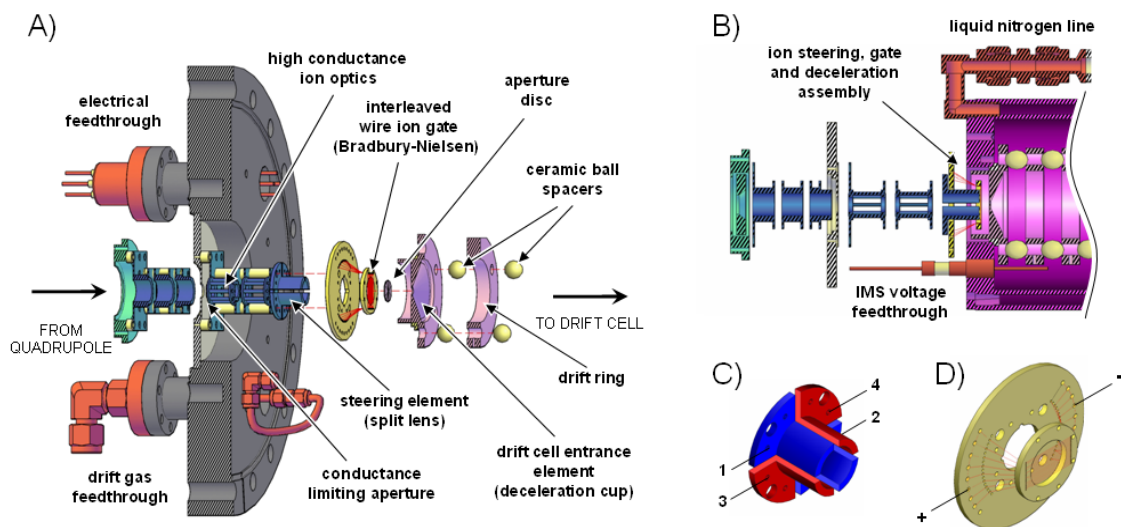 A)
high conductance
ion optics
electrical
feedthrough
interleaved
wire ion gate
(Bradbury-Nielsen)
aperture
disc
ceramic ball
spacers
FROM
QUADRUPOLE
TO DRIFT CELL
drift ring
steering element
(split lens)
drift cell entrance
element
(deceleration cup)
drift gas
feedthrough
conductance
limiting aperture
B)
liquid nitrogen line
ion steering, gate
and deceleration
assembly
IMS voltage
feedthrough
C)
4
2
1
3
D)
-
+